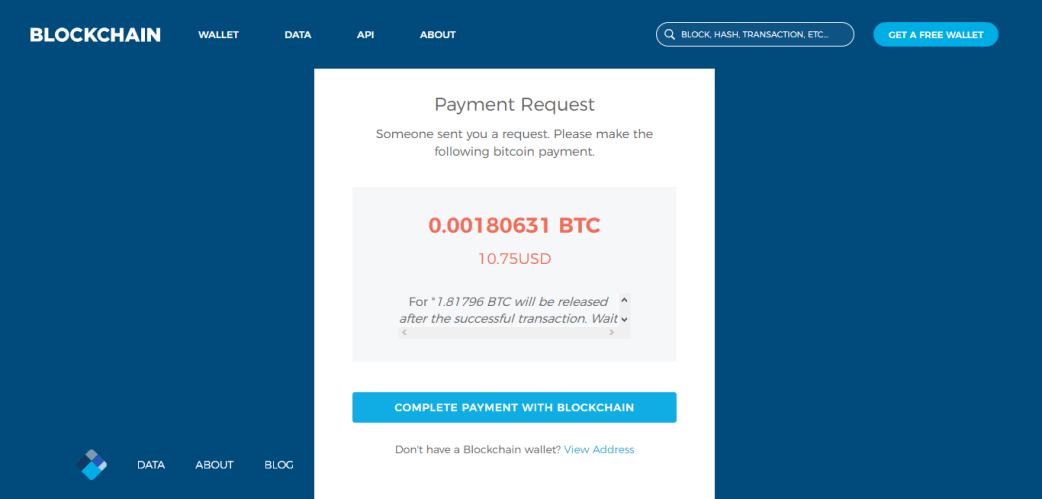 BLOCKCHAIN WALLET DATA API ABOUT BLOCK, HASH, TRANSACTION, ETC... GET A FREE WALLET
Payment Request
Someone sent you a request. Please make the
following bitcoin payment.
0.00180631 BTC
10.75USD
For "1.81796 BTC will be released
after the successful transaction. Wait
COMPLETE PAYMENT WITH BLOCKCHAIN
Don't have a Blockchain wallet? View Address
DATA ABOUT BLOG